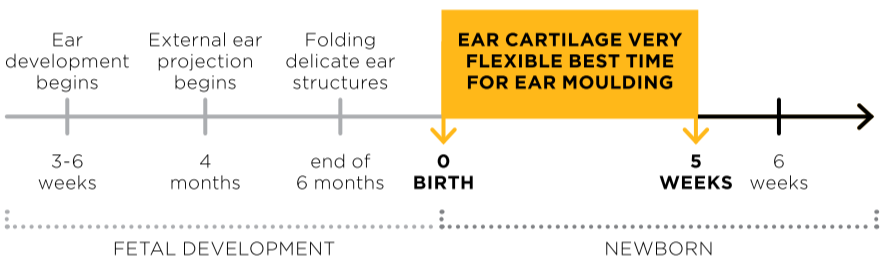 Ear
development
begins
External ear
projection
begins
Folding
delicate ear
structures
EAR CARTILAGE VERY
FLEXIBLE BEST TIME
FOR EAR MOULDING
3-6
weeks
4
months
end of
6 months
0
BIRTH
5
WEEKS
6
weeks
FETAL DEVELOPMENT
NEWBORN